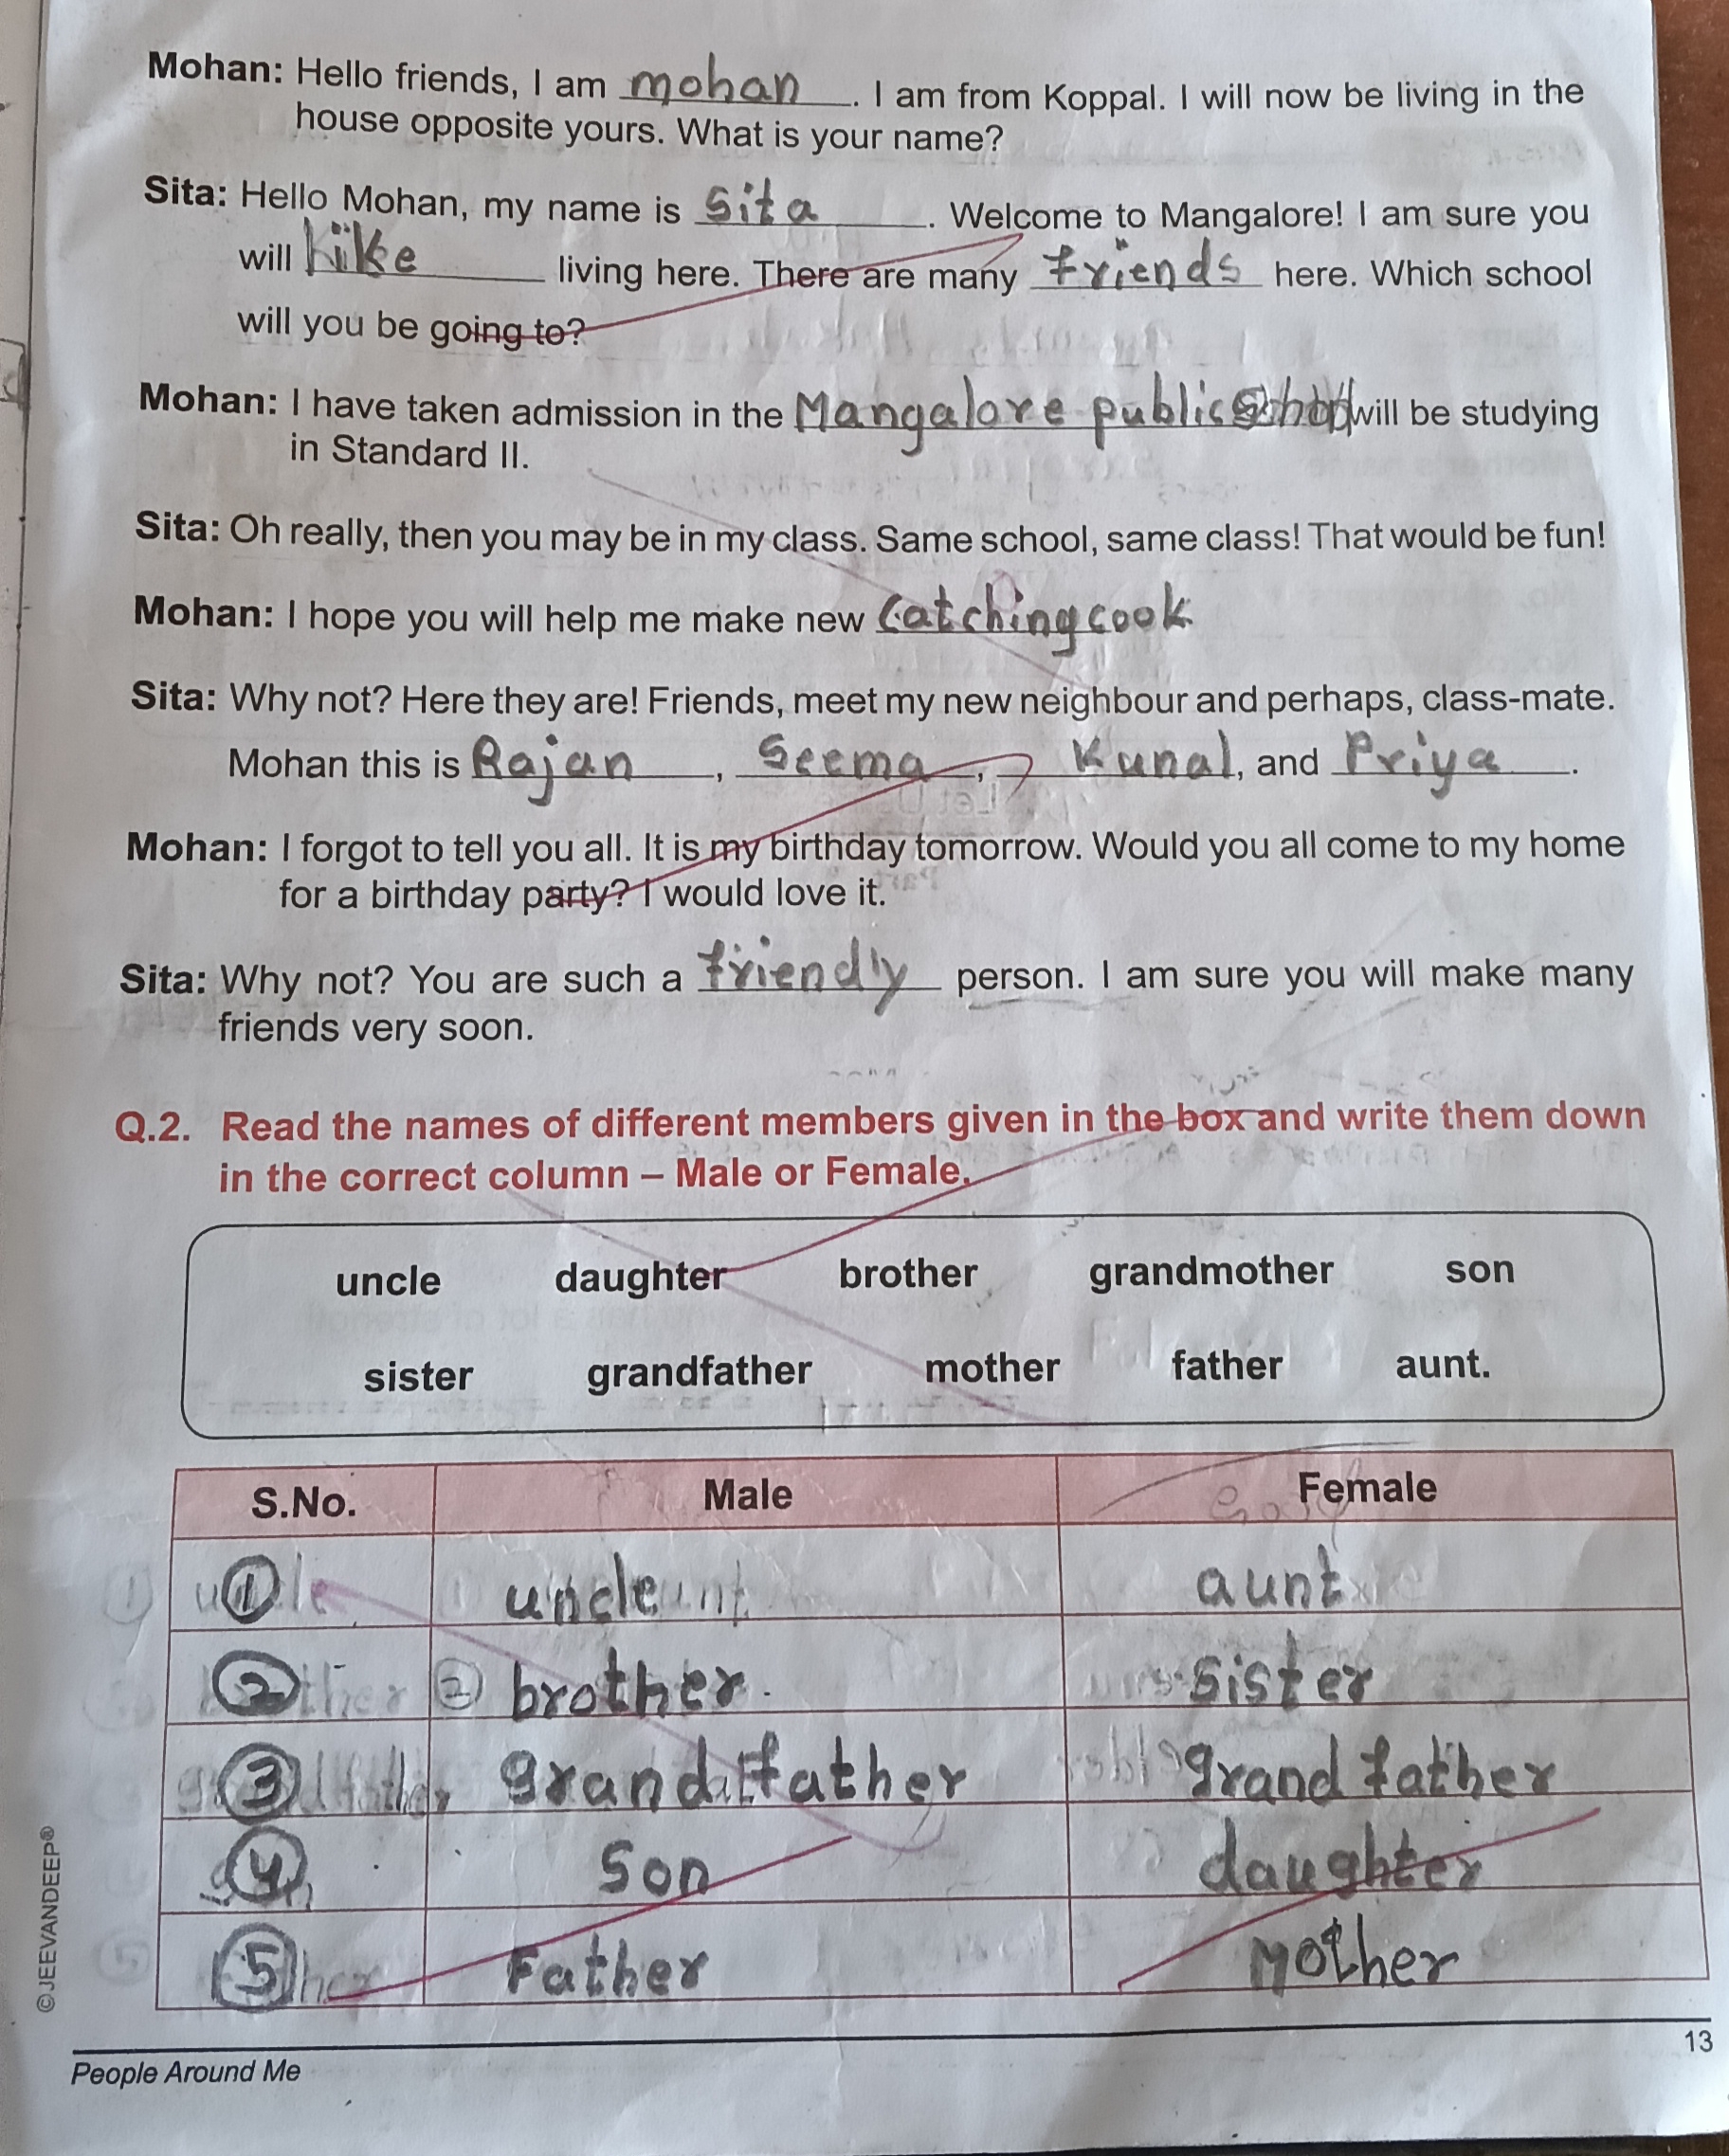 Mohan: Hello friends, I am mohan. I am from Koppal. I will now be living in the
house opposite yours. What is your name?
Sita: Hello Mohan, my name is Sita. Welcome to Mangalore! I am sure you
will like living here. There are many friends here. Which school
will you be going to?
Mohan: I have taken admission in the Mangalore public will be studying
in Standard II.
Sita: Oh really, then you may be in my class. Same school, same class! That would be fun!
Mohan: I hope you will help me make new catching cook
Sita: Why not? Here they are! Friends, meet my new neighbour and perhaps, class-mate.
Mohan this is Rajan, Seema, Kunal, and Priya.
Mohan: I forgot to tell you all. It is my birthday tomorrow. Would you all come to my home
for a birthday party? I would love it.
Sita: Why not? You are such a friendly person. I am sure you will make many
friends very soon.
Q.2. Read the names of different members given in the box and write them down
in the correct column – Male or Female.
uncle daughter brother grandmother son
sister grandfather mother father aunt.
S.No. Male Female
1 uncle aunt
2 2 brother. sister
3 grandfather grand father
4 son daughter
5 Father Mother
©JEEVANDEEP®
People Around Me 13